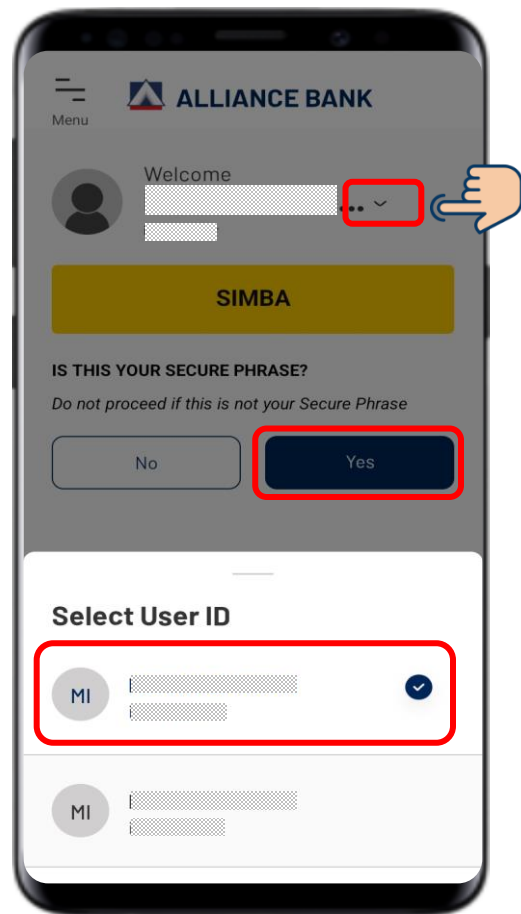 Menu
ALLIANCE BANK
Welcome
...
SIMBA
IS THIS YOUR SECURE PHRASE?
Do not proceed if this is not your Secure Phrase
No
Yes
Select User ID
MI
MI